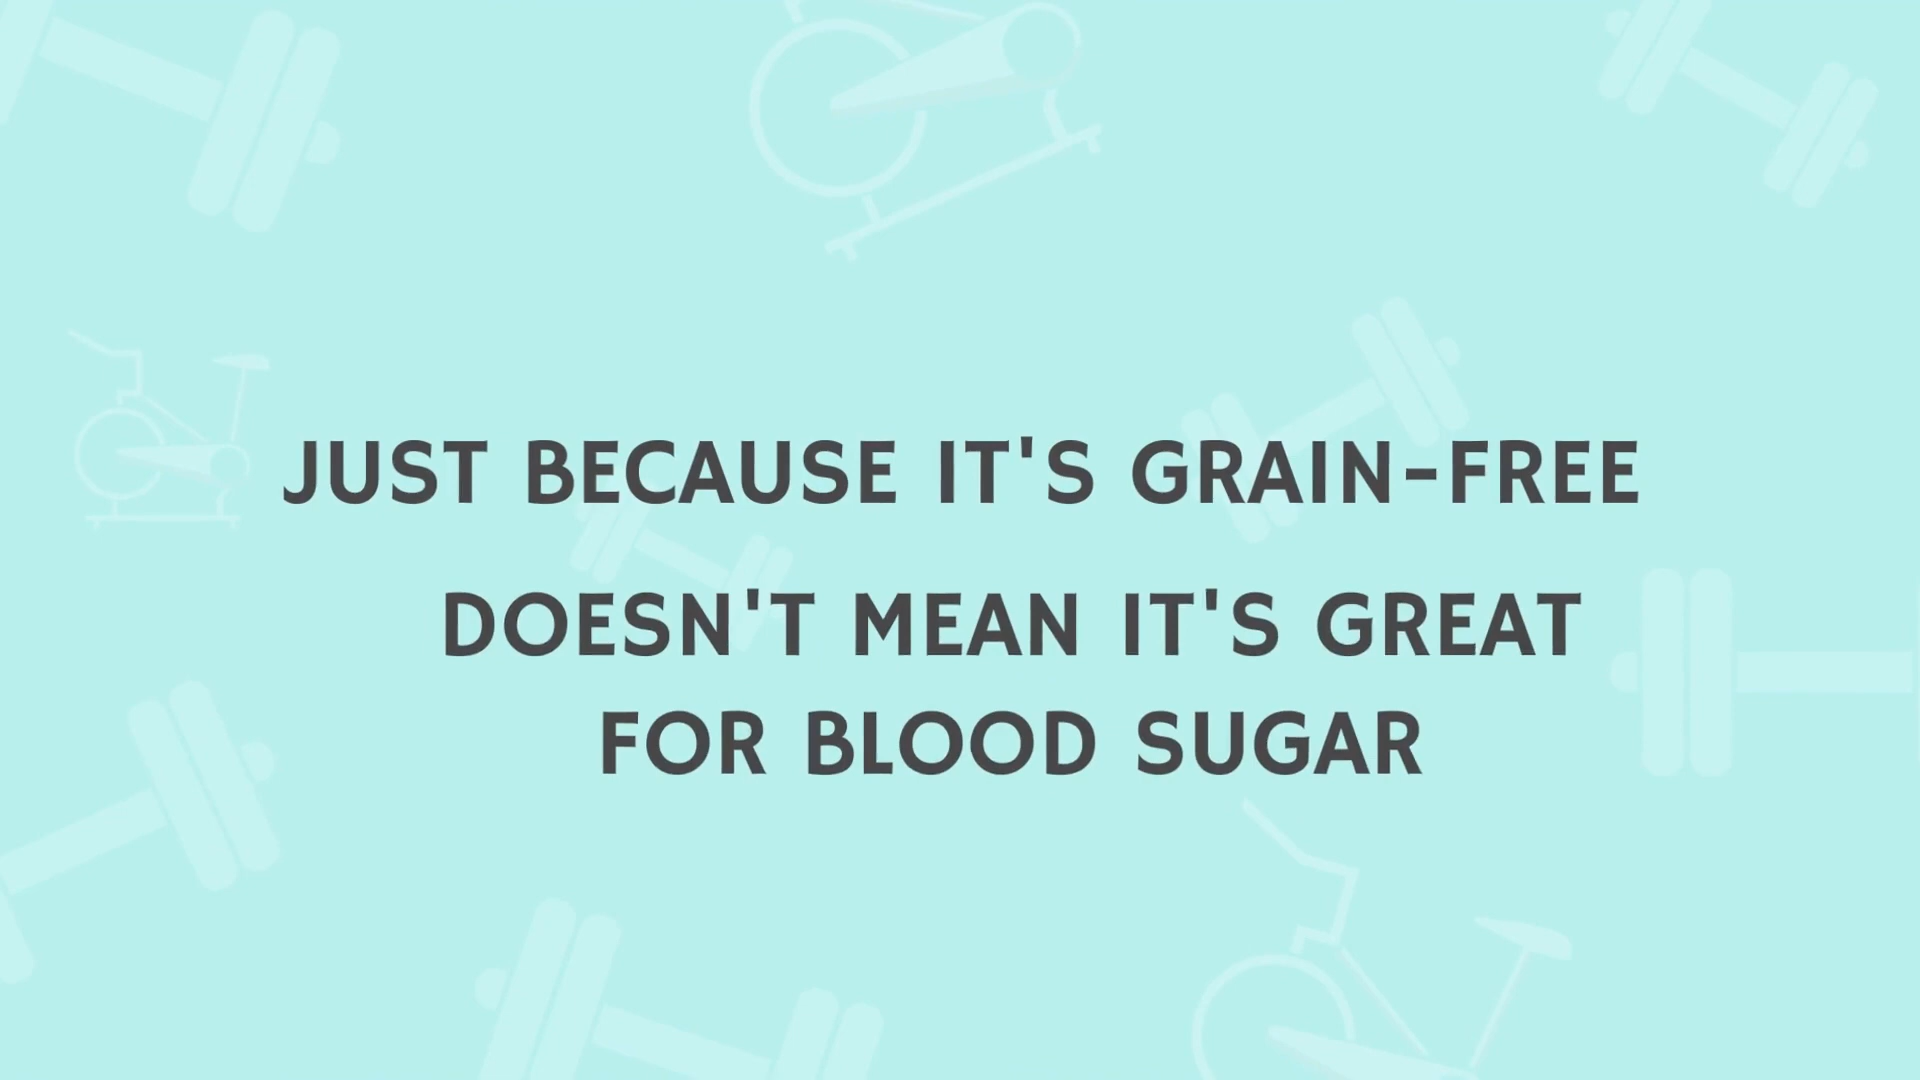 JUST BECAUSE IT'S GRAIN-FREE
DOESN'T MEAN IT'S GREAT
FOR BLOOD SUGAR